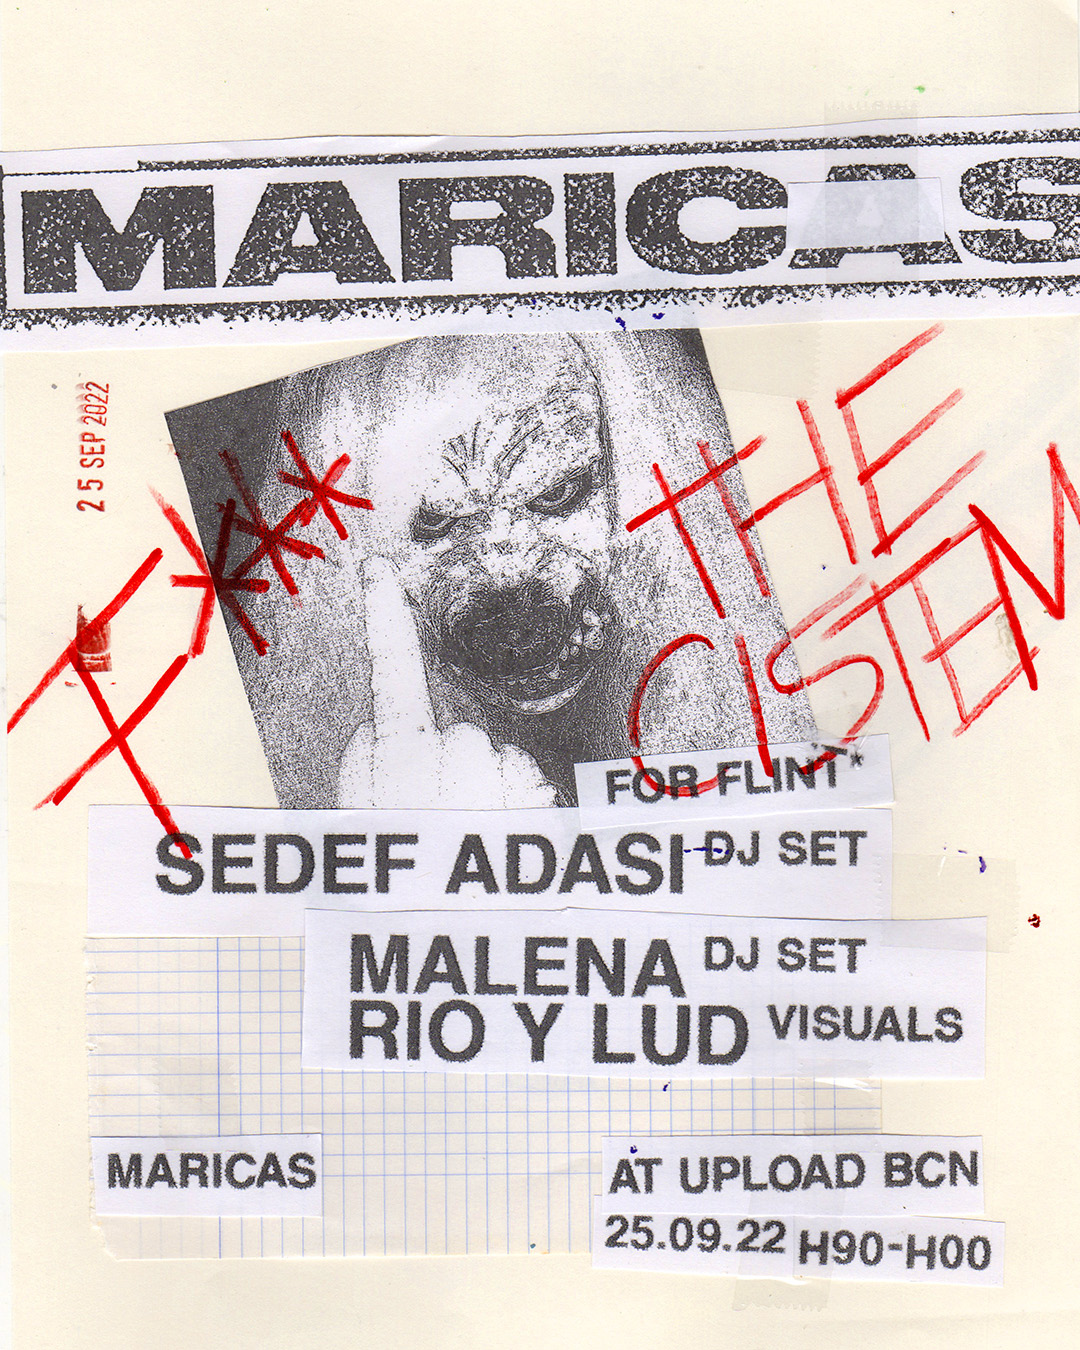 MARICAS
25 SEP 2022
F***
THE
CISTEM
FOR FLINT*
SEDEF ADASI DJ SET
MALENA DJ SET
RIO Y LUD VISUALS
MARICAS
AT UPLOAD BCN
25.09.22 H90-H00